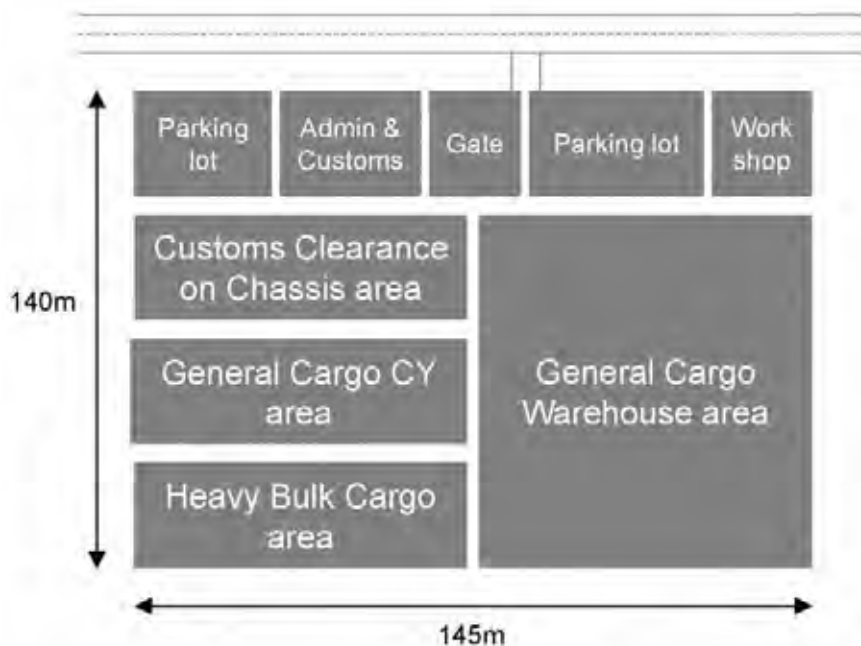 Parking
lot
Admin &
Customs
Gate
Parking lot
Work
shop
Customs Clearance
on Chassis area
140m
General Cargo CY
area
General Cargo
Warehouse area
Heavy Bulk Cargo
area
145m